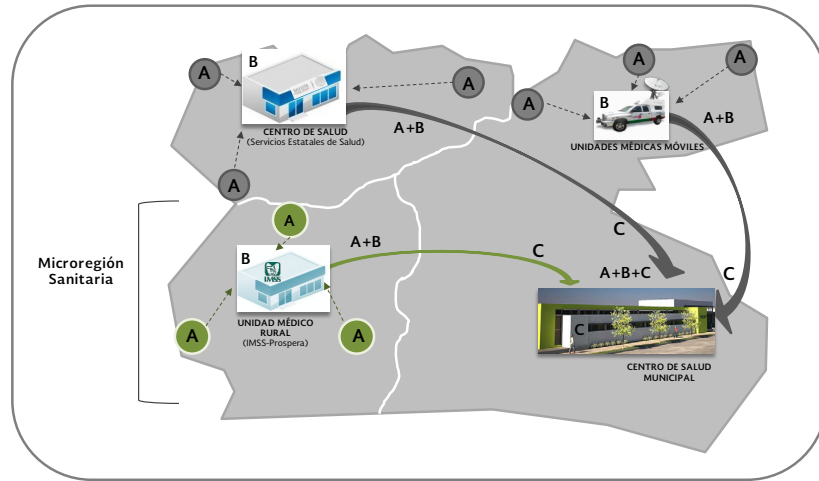 B
A
A
A
CENTRO DE SALUD
(Servicios Estatales de Salud)
A+B
A
A
A
B
UNIDADES MÉDICAS MÓVILES
A+B
C
C
Microregión
Sanitaria
A
B
IMSS
A+B
C
A
A
UNIDAD MÉDICO
RURAL
(IMSS-Prospera)
A+B+C
C
CENTRO DE SALUD
MUNICIPAL